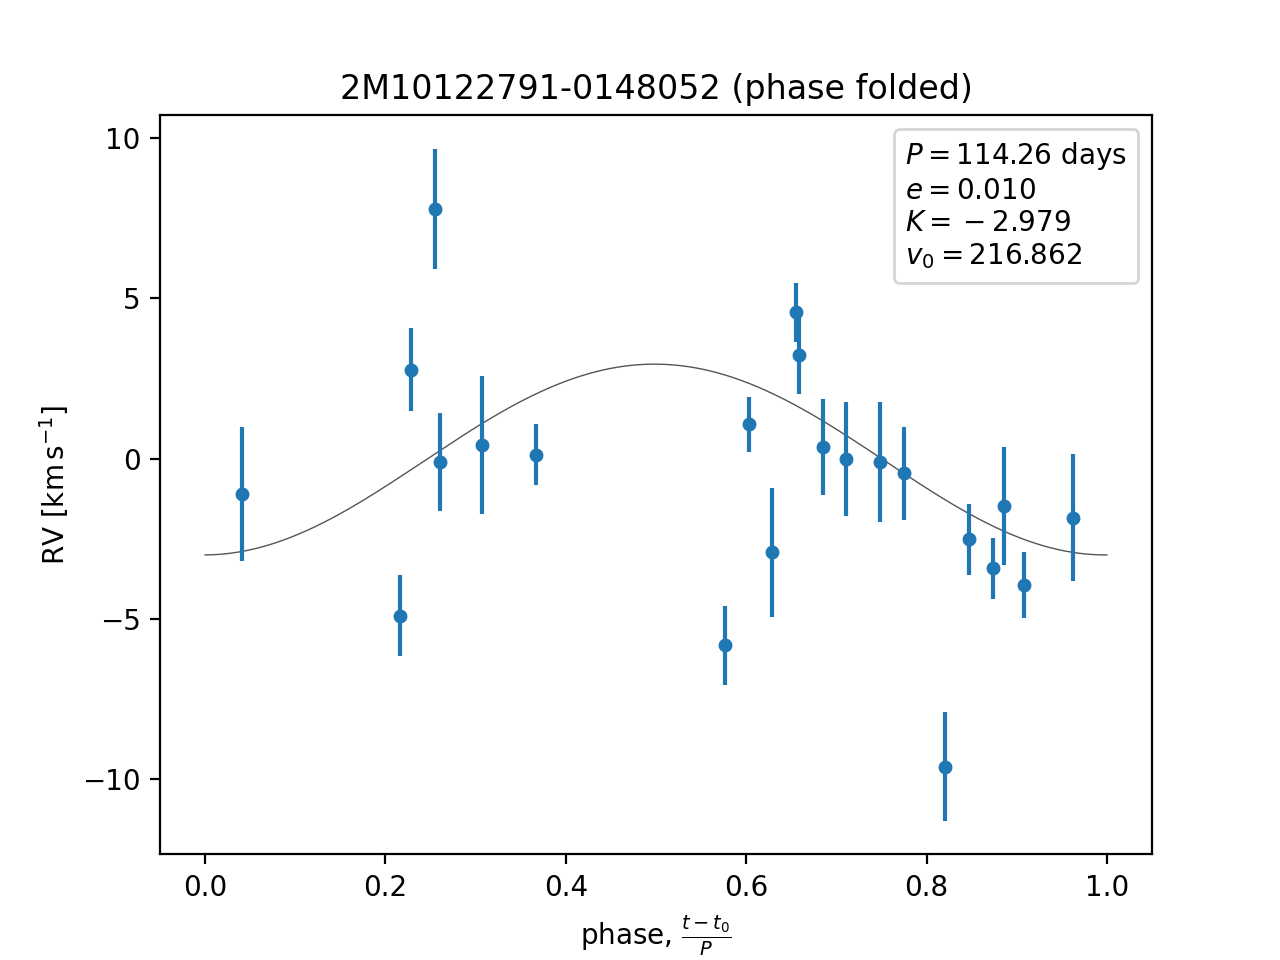 2M10122791-0148052 (phase folded)
P = 114.26 days
e = 0.010
K = −2.979
v₀ = 216.862
RV [km s⁻¹]
10
5
0
−5
−10
0.0 0.2 0.4 0.6 0.8 1.0
phase, (t − t₀)/P